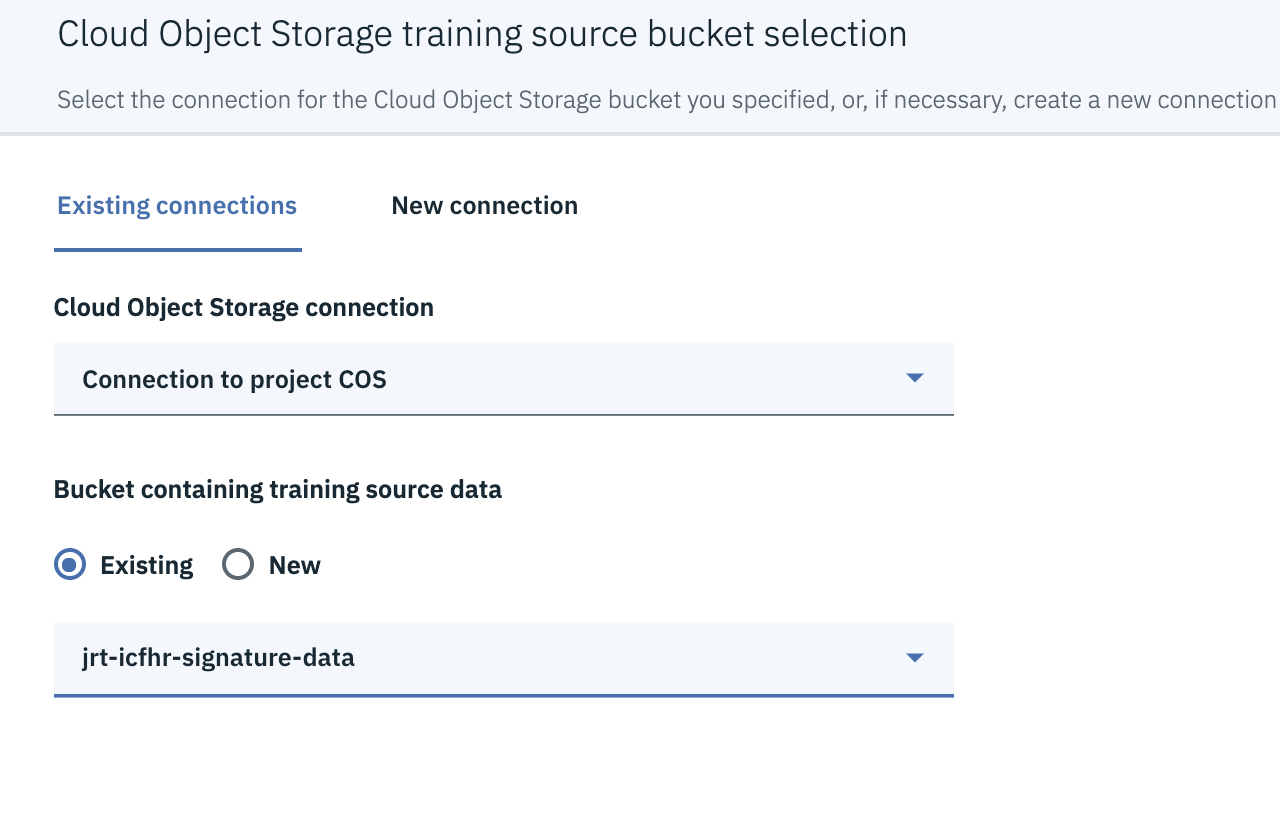 Cloud Object Storage training source bucket selection
Select the connection for the Cloud Object Storage bucket you specified, or, if necessary, create a new connection
Existing connections New connection
Cloud Object Storage connection
Connection to project COS
Bucket containing training source data
Existing New
jrt-icfhr-signature-data